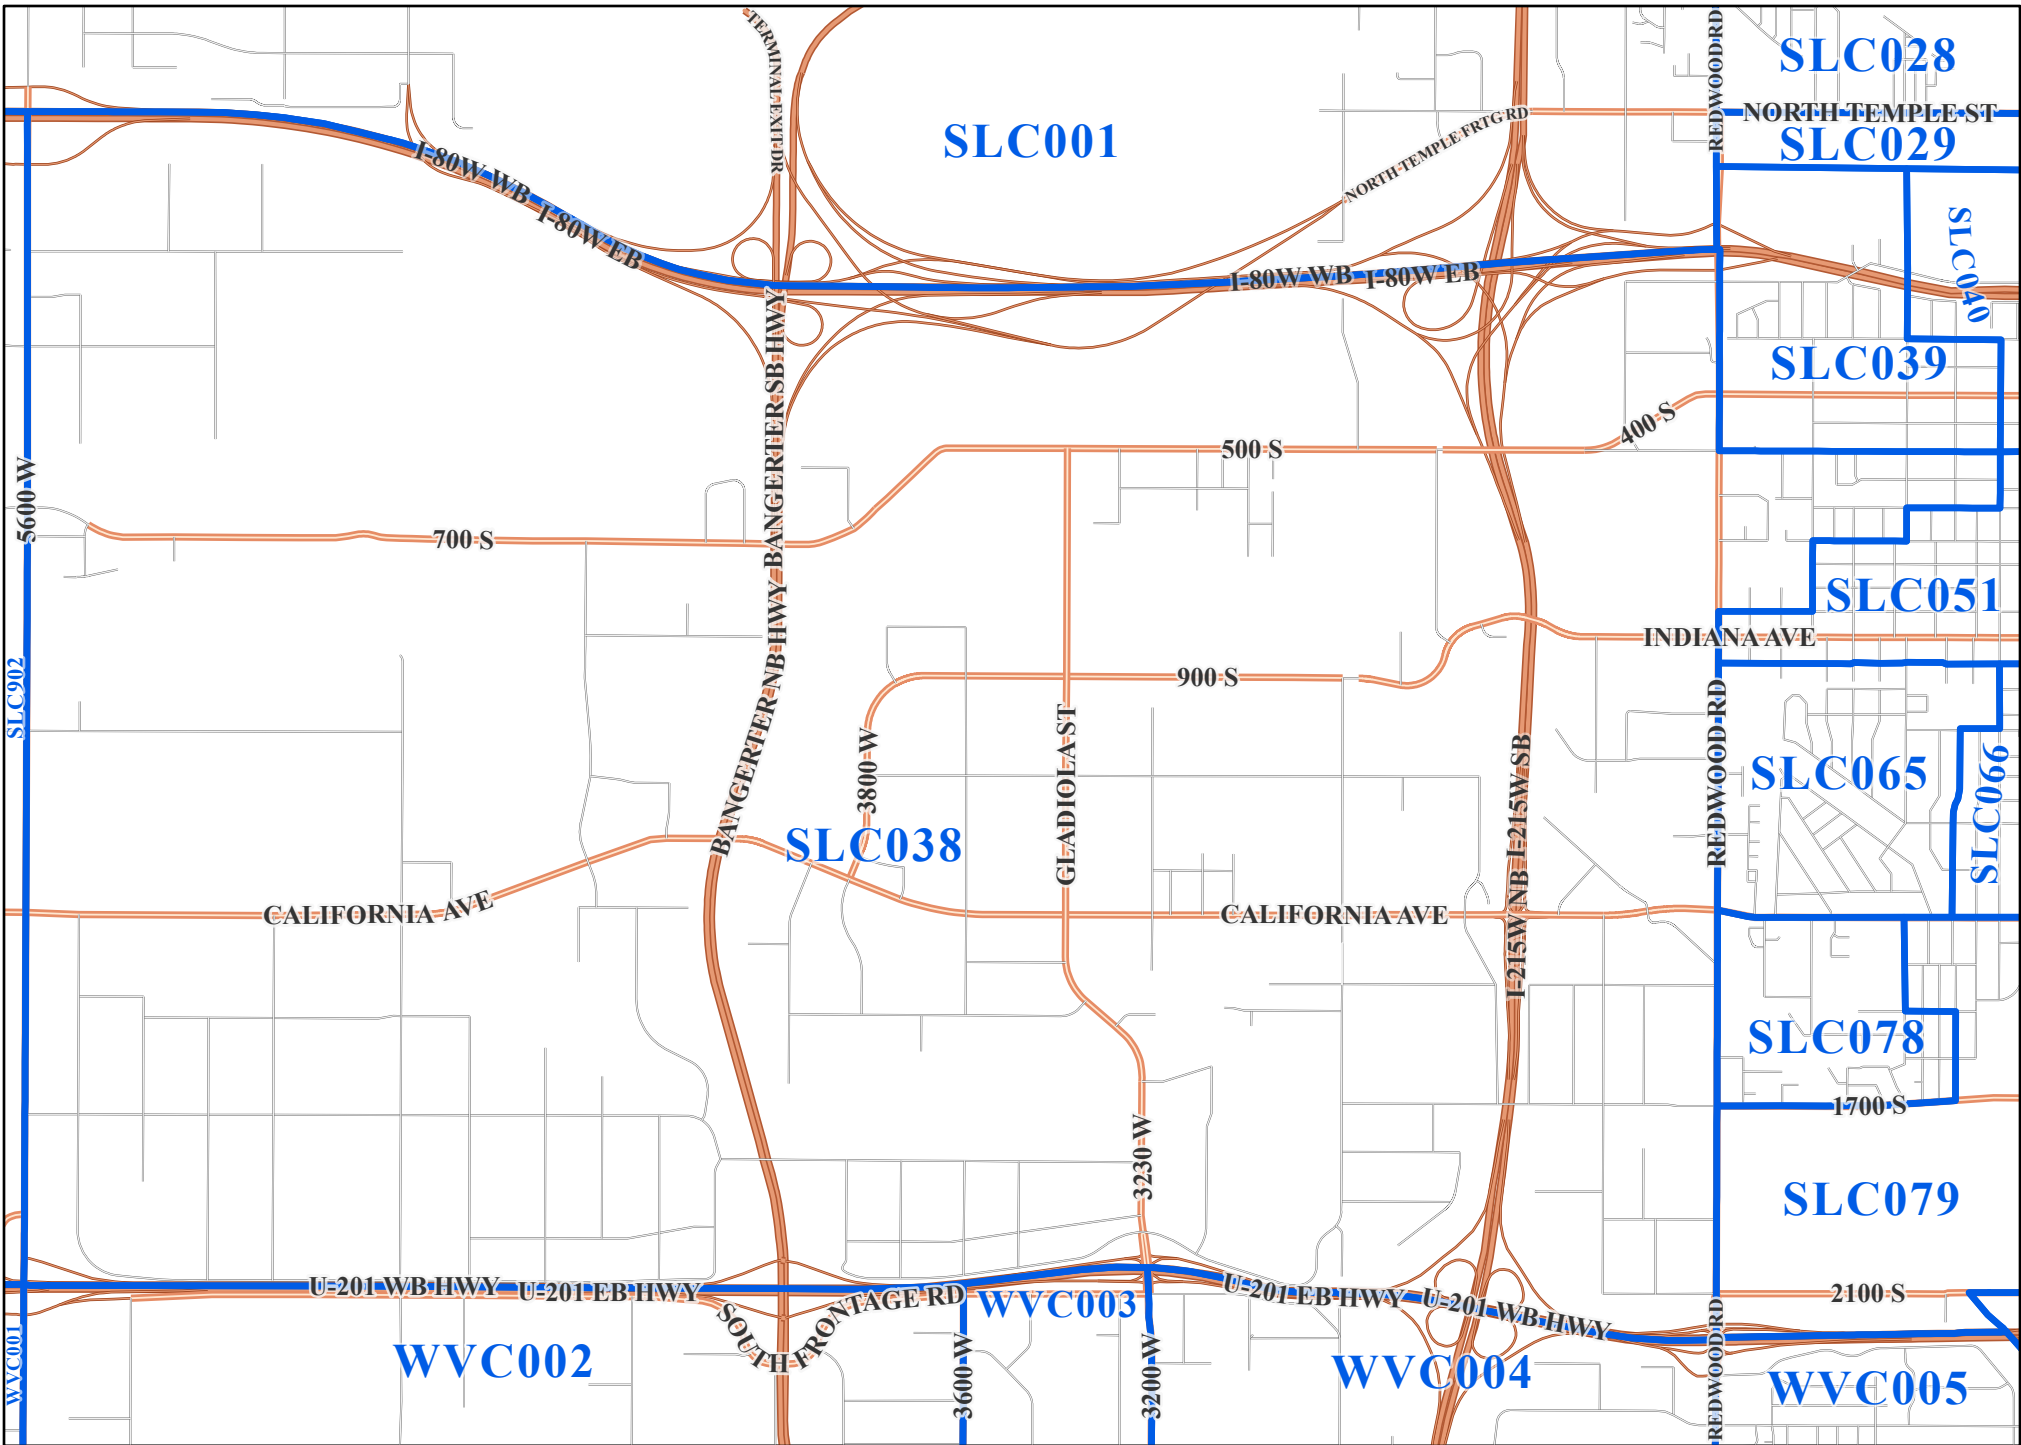 TERMINAL EXIT DR
REDWOOD RD
SLC028
NORTH TEMPLE ST
SLC001
NORTH TEMPLE FRTG RD
SLC029
I-80W WB
I-80W EB
SLC040
I-80W WB
I-80W EB
BANGERTER SB HWY
SLC039
400 S
500 S
5600 W
700 S
BANGERTER NB HWY
SLC051
INDIANA AVE
SLC902
900 S
REDWOOD RD
GLADIOLA ST
3800 W
I-215W SB
SLC065
SLC066
SLC038
I-215W NB
CALIFORNIA AVE
CALIFORNIA AVE
SLC078
1700 S
3230 W
SLC079
U-201 WB HWY
U-201 EB HWY
SOUTH FRONTAGE RD
WVC003
U-201 EB HWY
U-201 WB HWY
2100 S
REDWOOD RD
WVC001
WVC002
3600 W
3200 W
WVC004
WVC005